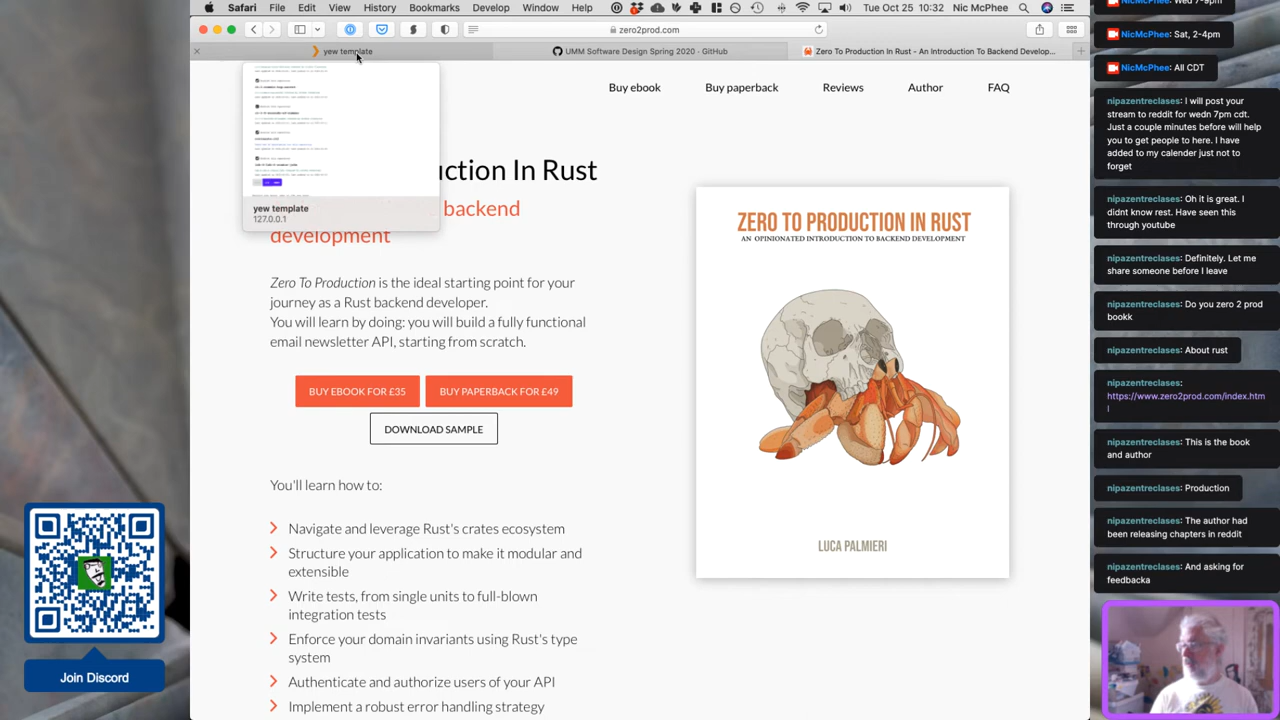 Safari File Edit View History Bookmarks Develop Window Help Tue Oct 25 10:32 Nic McPhee
zero2prod.com
yew template
UMM Software Design Spring 2020 · GitHub
Zero To Production In Rust - An Introduction To Backend Develop...
yew template
127.0.0.1
Buy ebook Buy paperback Reviews Author FAQ
ction In Rust
backend
development
Zero To Production is the ideal starting point for your
journey as a Rust backend developer.
You will learn by doing: you will build a fully functional
email newsletter API, starting from scratch.
BUY EBOOK FOR £35
BUY PAPERBACK FOR £49
DOWNLOAD SAMPLE
You'll learn how to:
Navigate and leverage Rust's crates ecosystem
Structure your application to make it modular and
extensible
Write tests, from single units to full-blown
integration tests
Enforce your domain invariants using Rust's type
system
Authenticate and authorize users of your API
Implement a robust error handling strategy
ZERO TO PRODUCTION IN RUST
AN OPINIONATED INTRODUCTION TO BACKEND DEVELOPMENT
LUCA PALMIERI
NicMcPhee: Wed 7-9pm
NicMcPhee: Sat, 2-4pm
NicMcPhee: All CDT
nipazentreclases: I will post your
stream to reddit for wedn 7pm cdt.
Just a couple minutes before will help
you to get people to here. I have
added to my calender just not to
forget
nipazentreclases: Oh it is great. I
didnt know rest. Have seen this
through youtube
nipazentreclases: Definitely. Let me
share someone before I leave
nipazentreclases: Do you zero 2 prod
bookk
nipazentreclases: About rust
nipazentreclases:
https://www.zero2prod.com/index.htm
l
nipazentreclases: This is the book
and author
nipazentreclases: Production
nipazentreclases: The author had
been releasing chapters in reddit
nipazentreclases: And asking for
feedbacka
Join Discord